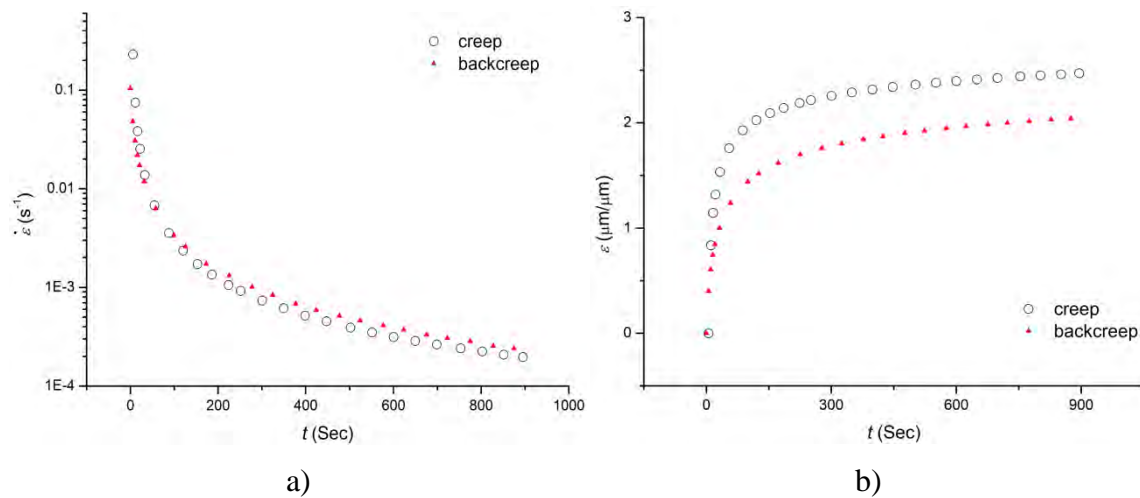 creep
backcreep
0.1
0.01
1E-3
1E-4
ε̇ (s⁻¹)
0
200
400
600
800
1000
t (Sec)
a)
3
2
1
0
ε (μm/μm)
creep
backcreep
0
300
600
900
t (Sec)
b)